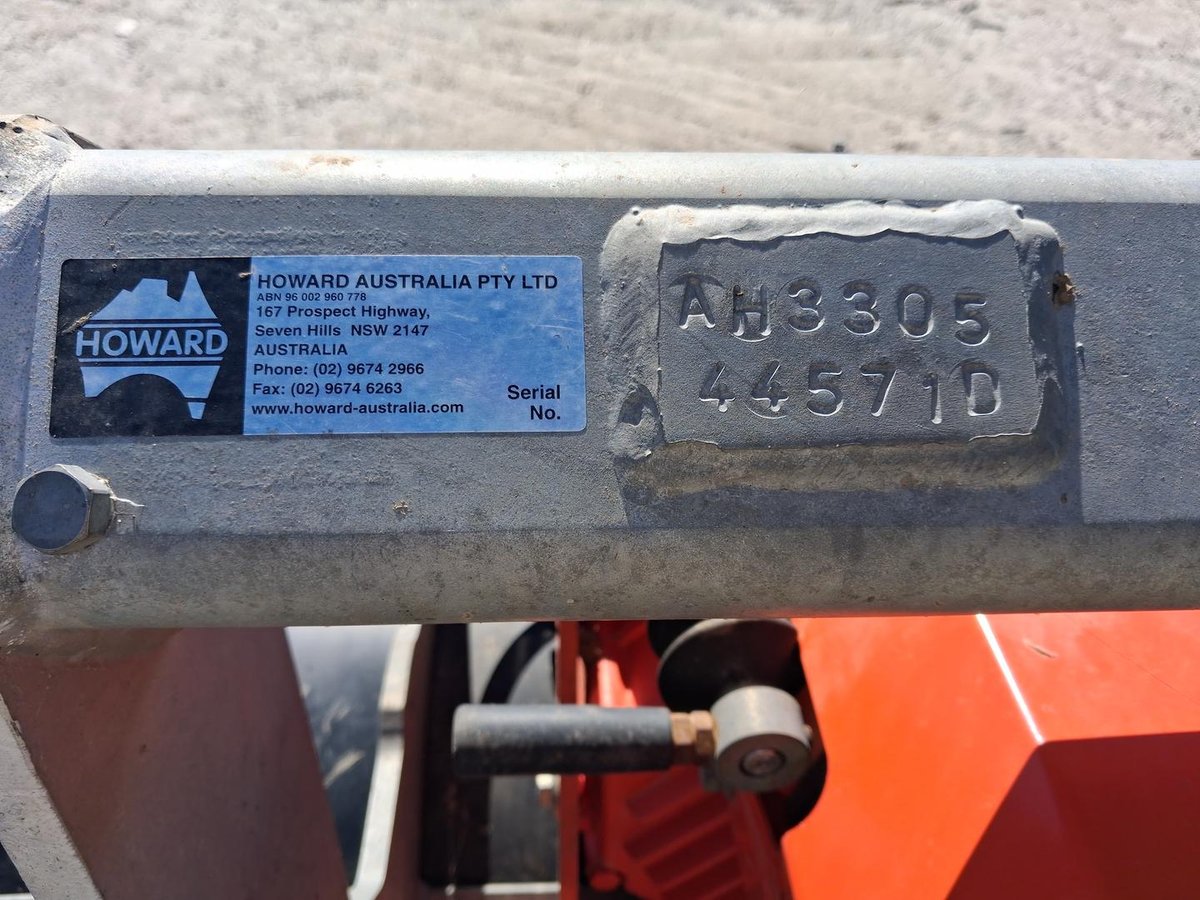 HOWARD
HOWARD AUSTRALIA PTY LTD
ABN 96 002 960 778
167 Prospect Highway,
Seven Hills NSW 2147
AUSTRALIA
Phone: (02) 9674 2966
Fax: (02) 9674 6263
www.howard-australia.com
Serial
No.
AH3305
44571D